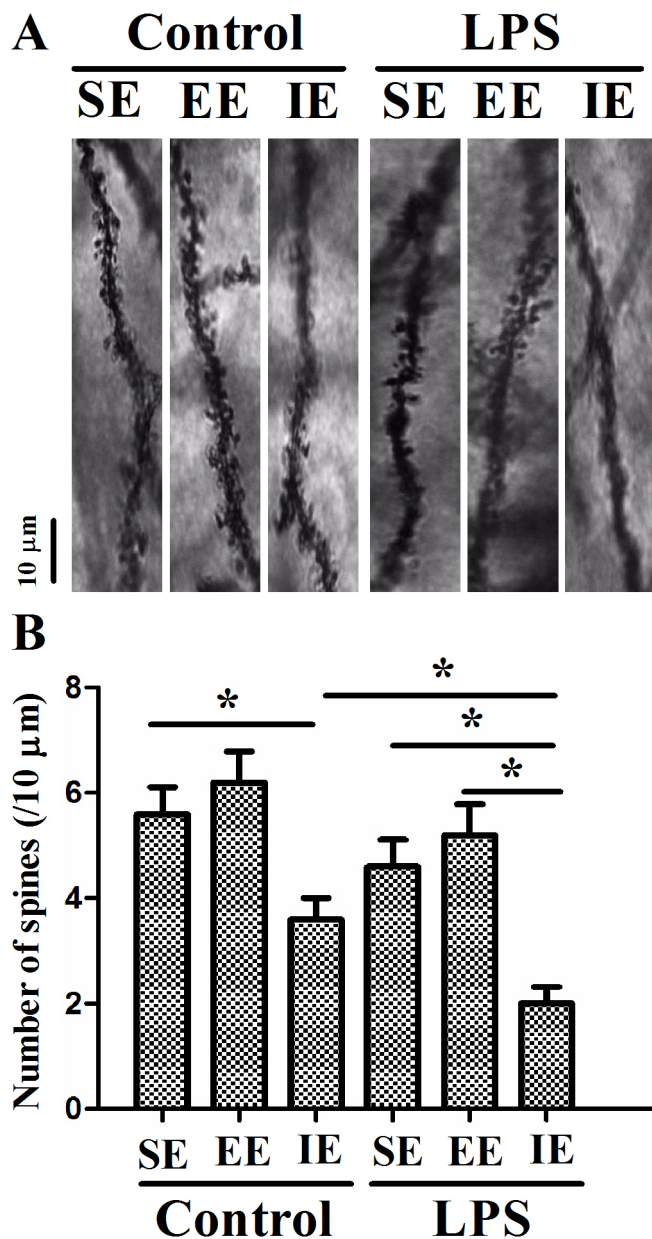 A
Control LPS
SE EE IE SE EE IE
10 μm
B
Number of spines (/10 μm)
8
6
4
2
0
*
*
*
*
SE EE IE SE EE IE
Control LPS